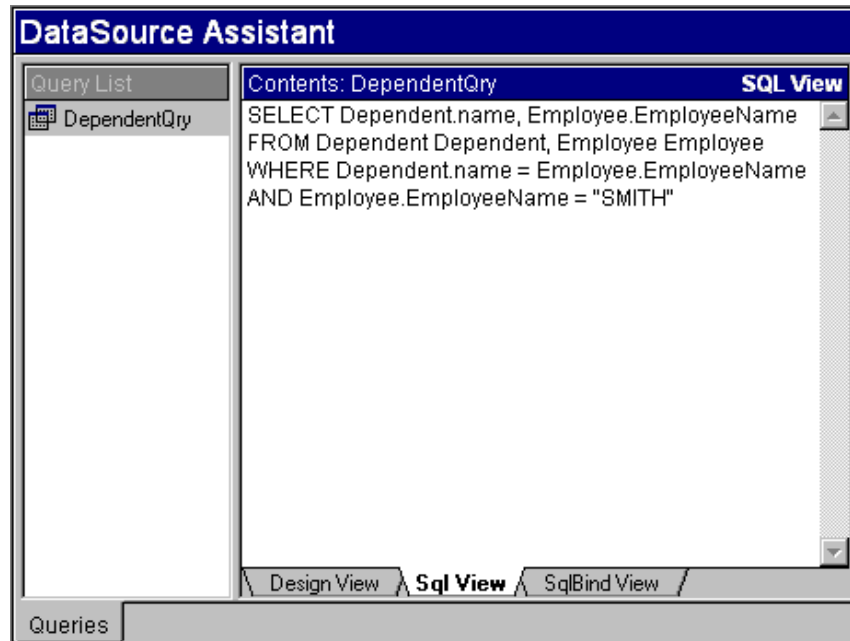 DataSource Assistant
Query List
DependentQry
Contents: DependentQry SQL View
SELECT Dependent.name, Employee.EmployeeName
FROM Dependent Dependent, Employee Employee
WHERE Dependent.name = Employee.EmployeeName
AND Employee.EmployeeName = "SMITH"
Design View Sql View SqlBind View
Queries